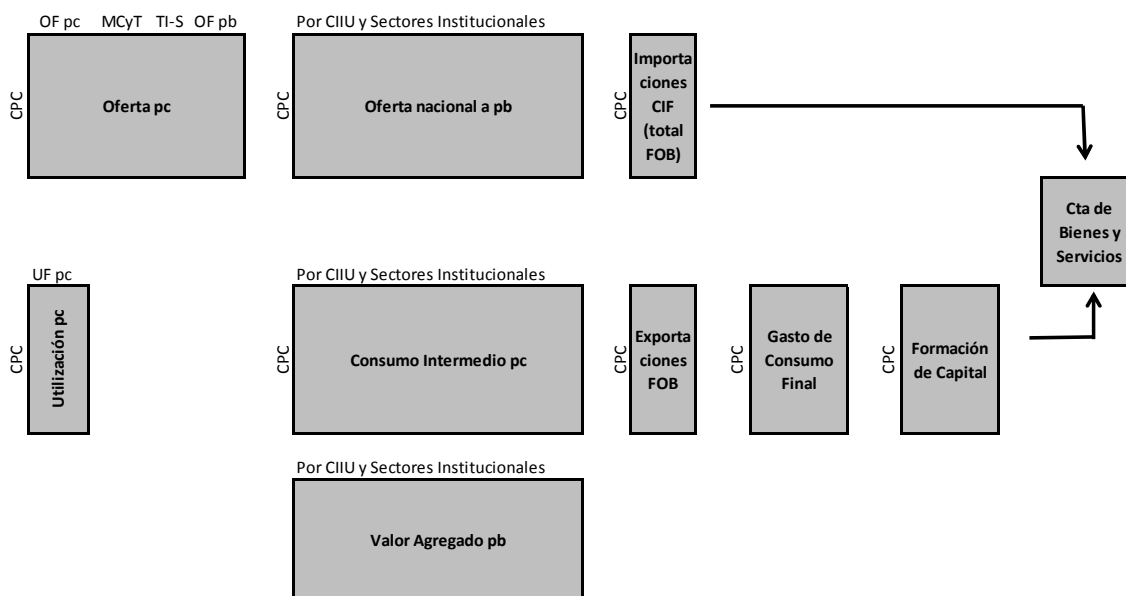 OF pc MCyT TI-S OF pb
Por CIIU y Sectores Institucionales
CPC
Oferta pc
CPC
Oferta nacional a pb
CPC
Importa
ciones
CIF
(total
FOB)
Cta de
Bienes y
Servicios
UF pc
Por CIIU y Sectores Institucionales
CPC
Utilización pc
CPC
Consumo Intermedio pc
CPC
Exporta
ciones
FOB
CPC
Gasto de
Consumo
Final
CPC
Formación
de Capital
Por CIIU y Sectores Institucionales
Valor Agregado pb